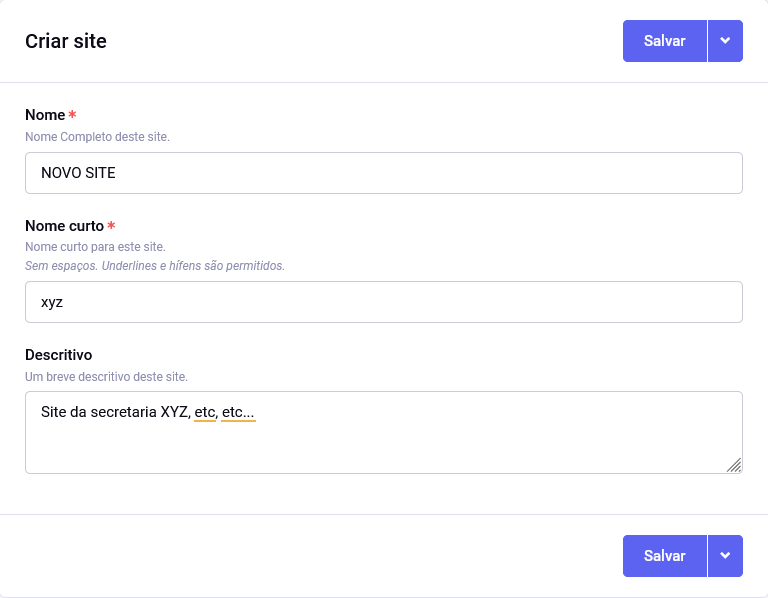 Criar site
Salvar
Nome *
Nome Completo deste site.
NOVO SITE
Nome curto *
Nome curto para este site.
Sem espaços. Underlines e hífens são permitidos.
xyz
Descritivo
Um breve descritivo deste site.
Site da secretaria XYZ, etc, etc...
Salvar